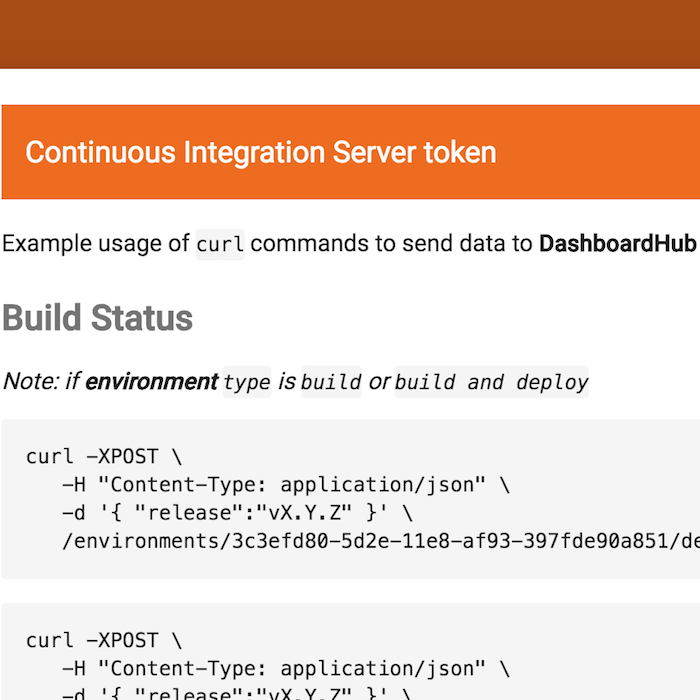 Continuous Integration Server token
Example usage of curl commands to send data to DashboardHub
Build Status
Note: if environment type is build or build and deploy
curl -XPOST \
-H "Content-Type: application/json" \
-d '{ "release":"vX.Y.Z" }' \
/environments/3c3efd80-5d2e-11e8-af93-397fde90a851/de
curl -XPOST \
-H "Content-Type: application/json" \
-d '{ "release":"vX.Y.Z" }' \